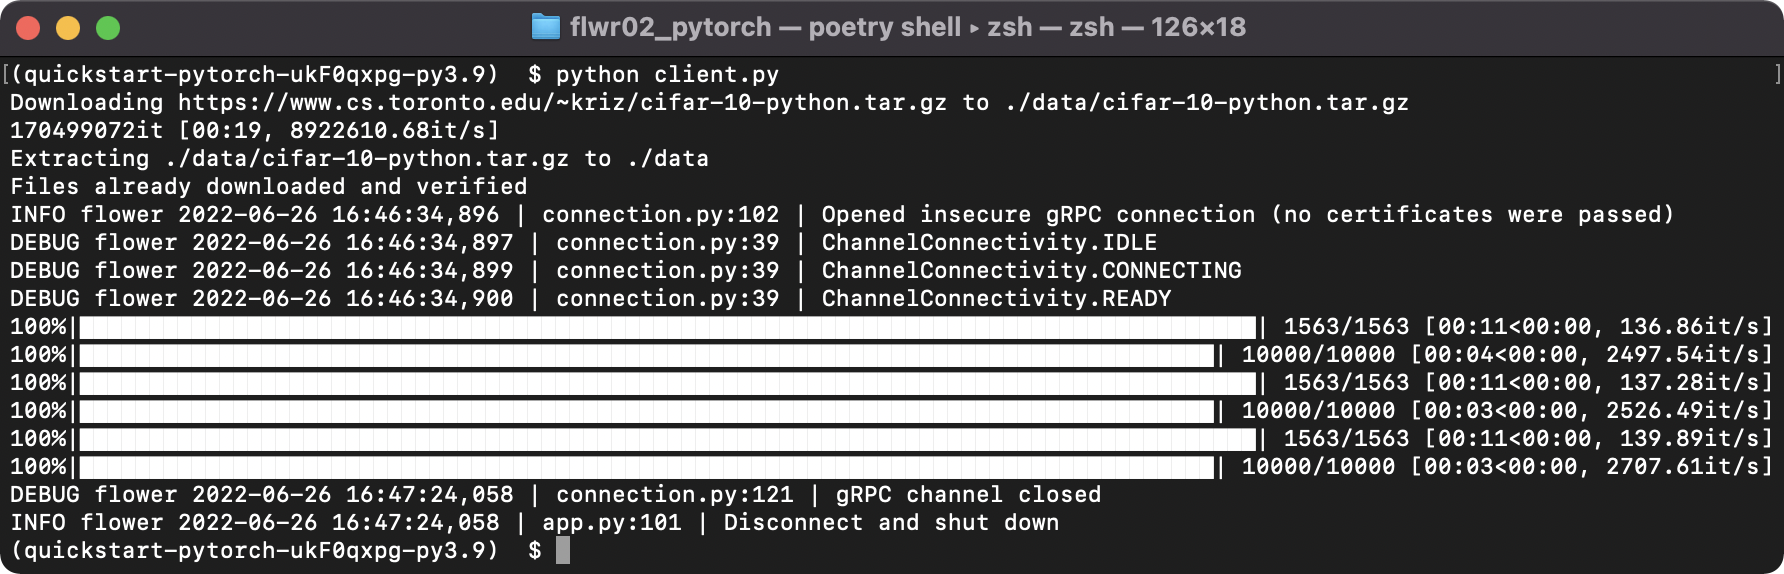 flwr02_pytorch — poetry shell ▸ zsh — zsh — 126×18
[(quickstart-pytorch-ukF0qxpg-py3.9)  $ python client.py ]
Downloading https://www.cs.toronto.edu/~kriz/cifar-10-python.tar.gz to ./data/cifar-10-python.tar.gz
170499072it [00:19, 8922610.68it/s]
Extracting ./data/cifar-10-python.tar.gz to ./data
Files already downloaded and verified
INFO flower 2022-06-26 16:46:34,896 | connection.py:102 | Opened insecure gRPC connection (no certificates were passed)
DEBUG flower 2022-06-26 16:46:34,897 | connection.py:39 | ChannelConnectivity.IDLE
DEBUG flower 2022-06-26 16:46:34,899 | connection.py:39 | ChannelConnectivity.CONNECTING
DEBUG flower 2022-06-26 16:46:34,900 | connection.py:39 | ChannelConnectivity.READY
100%| | 1563/1563 [00:11<00:00, 136.86it/s]
100%| | 10000/10000 [00:04<00:00, 2497.54it/s]
100%| | 1563/1563 [00:11<00:00, 137.28it/s]
100%| | 10000/10000 [00:03<00:00, 2526.49it/s]
100%| | 1563/1563 [00:11<00:00, 139.89it/s]
100%| | 10000/10000 [00:03<00:00, 2707.61it/s]
DEBUG flower 2022-06-26 16:47:24,058 | connection.py:121 | gRPC channel closed
INFO flower 2022-06-26 16:47:24,058 | app.py:101 | Disconnect and shut down
(quickstart-pytorch-ukF0qxpg-py3.9)  $